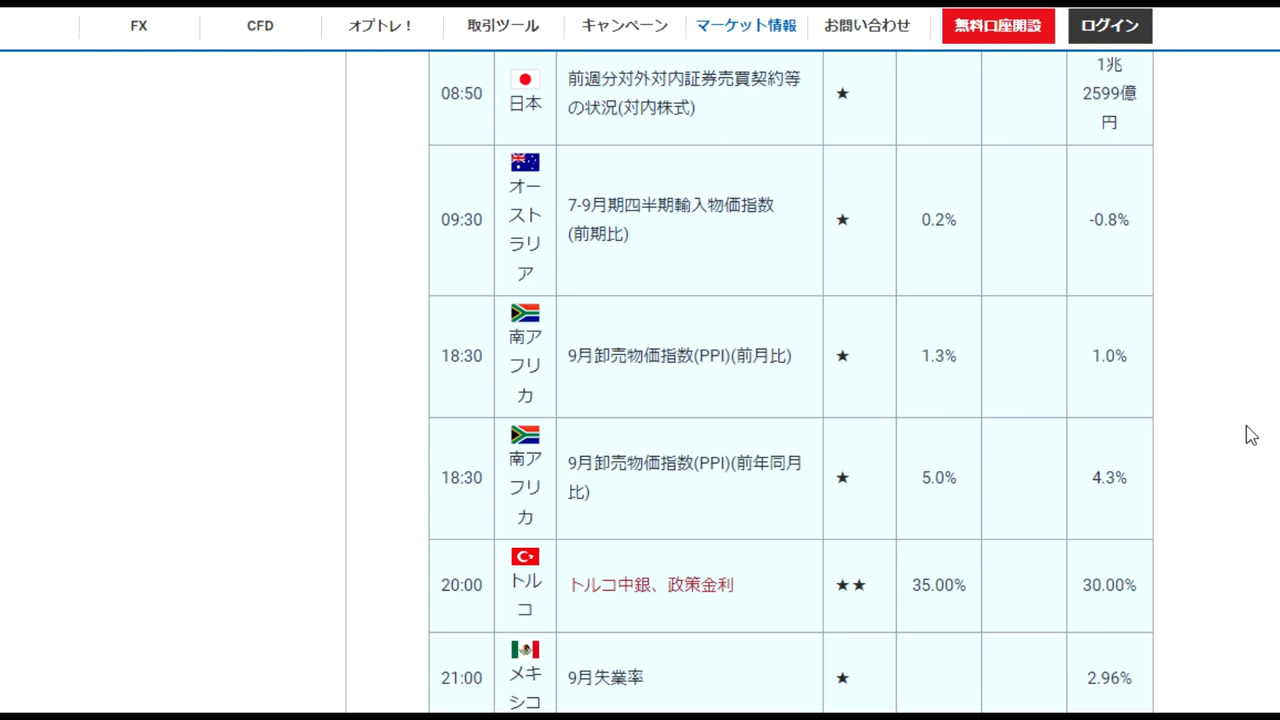 FX
CFD
オプトレ！
取引ツール
キャンペーン
マーケット情報
お問い合わせ
無料口座開設
ログイン
08:50
日本
前週分対外対内証券売買契約等
の状況(対内株式)
★
1兆
2599億
円
09:30
オー
スト
ラリ
ア
7-9月期四半期輸入物価指数
(前期比)
★
0.2%
-0.8%
18:30
南ア
フリ
カ
9月卸売物価指数(PPI)(前月比)
★
1.3%
1.0%
18:30
南ア
フリ
カ
9月卸売物価指数(PPI)(前年同月
比)
★
5.0%
4.3%
20:00
トル
コ
トルコ中銀、政策金利
★★
35.00%
30.00%
21:00
メキ
シコ
9月失業率
★
2.96%